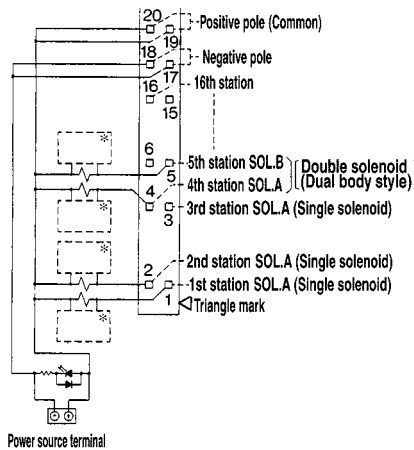 20
Positive pole (Common)
19
18
Negative pole
17
16
16th station
15
6
*
5th station SOL.B
5
Double solenoid
(Dual body style)
4th station SOL.A
4
*
3rd station SOL.A (Single solenoid)
3
*
2nd station SOL.A (Single solenoid)
2
1st station SOL.A (Single solenoid)
1
Triangle mark
*
Power source terminal